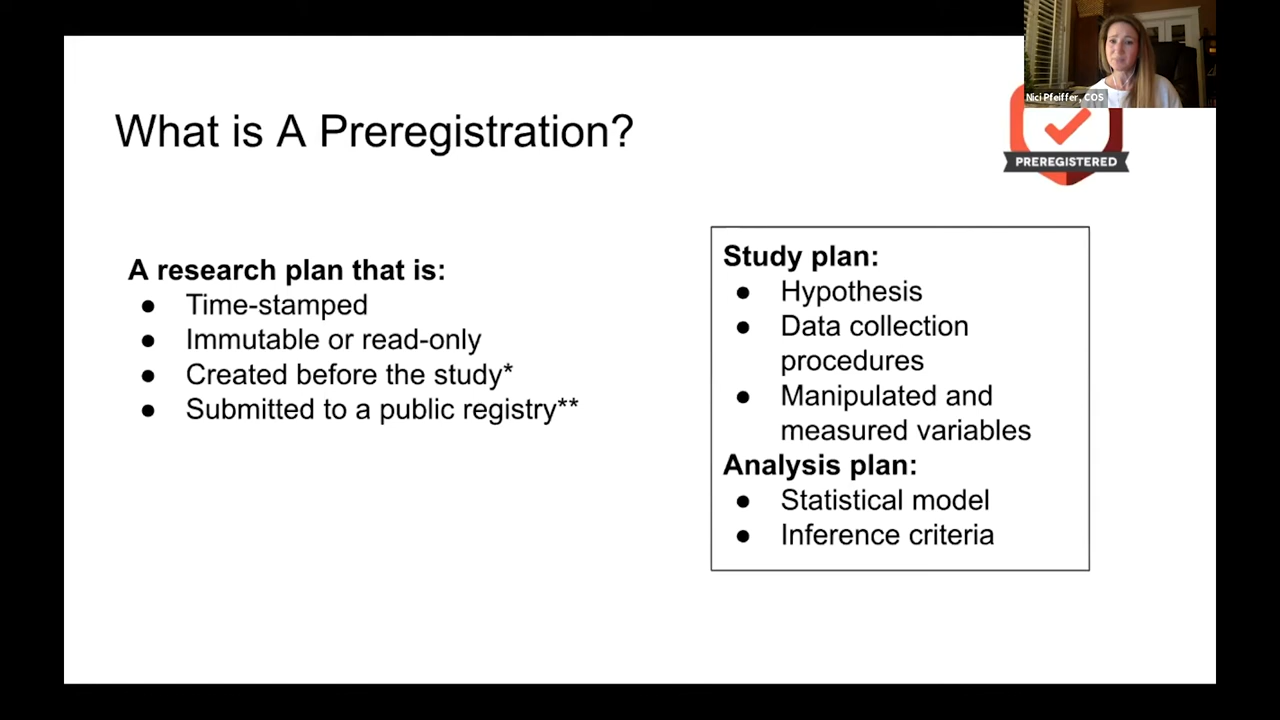 Nici Pfeiffer, COS
What is A Preregistration?
PREREGISTERED
A research plan that is:
● Time-stamped
● Immutable or read-only
● Created before the study*
● Submitted to a public registry**
Study plan:
● Hypothesis
● Data collection
procedures
● Manipulated and
measured variables
Analysis plan:
● Statistical model
● Inference criteria